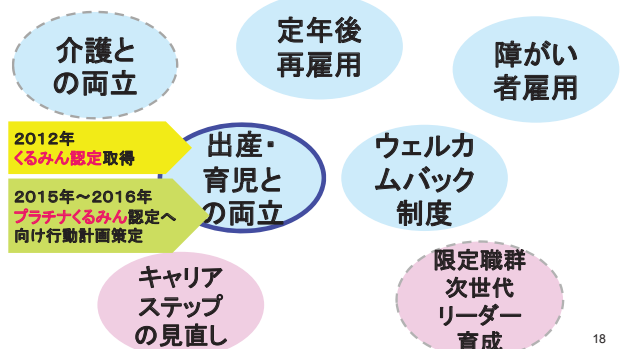 介護と
の両立
定年後
再雇用
障がい
者雇用
2012年
くるみん認定取得
2015年～2016年
プラチナくるみん認定へ
向け行動計画策定
出産・
育児と
の両立
ウェルカ
ムバック
制度
キャリア
ステップ
の見直し
限定職群
次世代
リーダー
育成
18